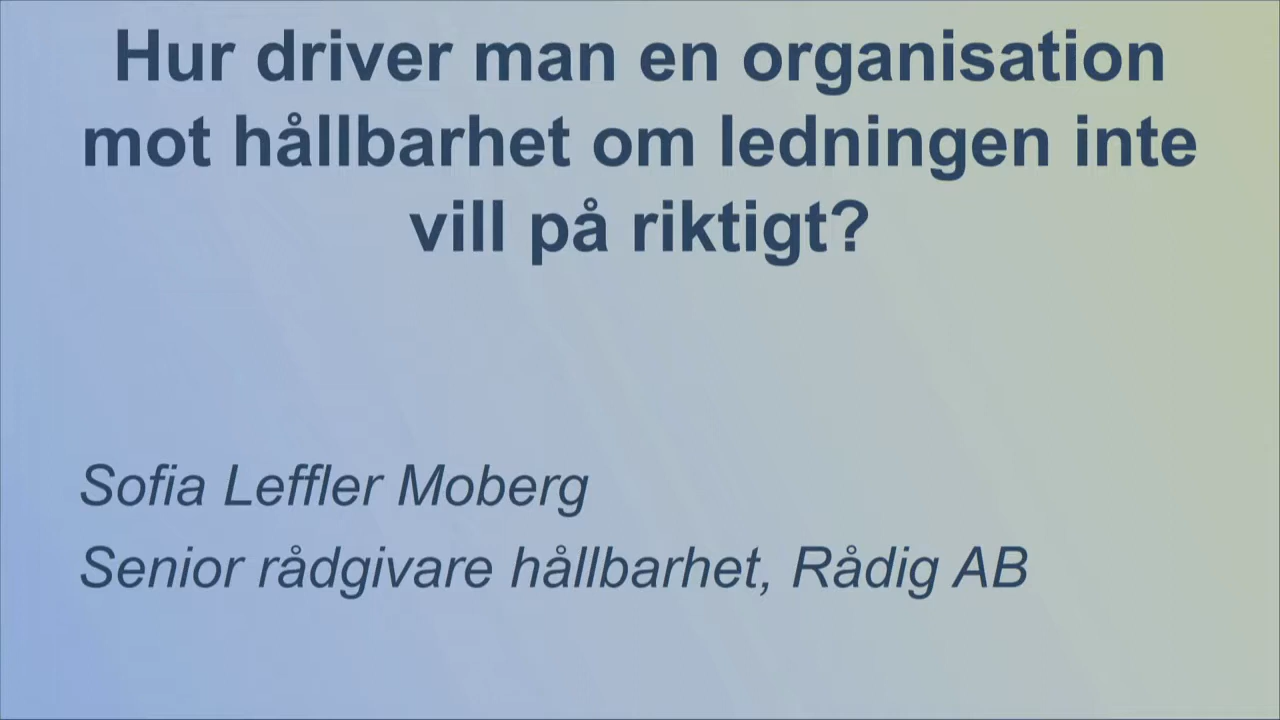 Hur driver man en organisation
mot hållbarhet om ledningen inte
vill på riktigt?
Sofia Leffler Moberg
Senior rådgivare hållbarhet, Rådig AB